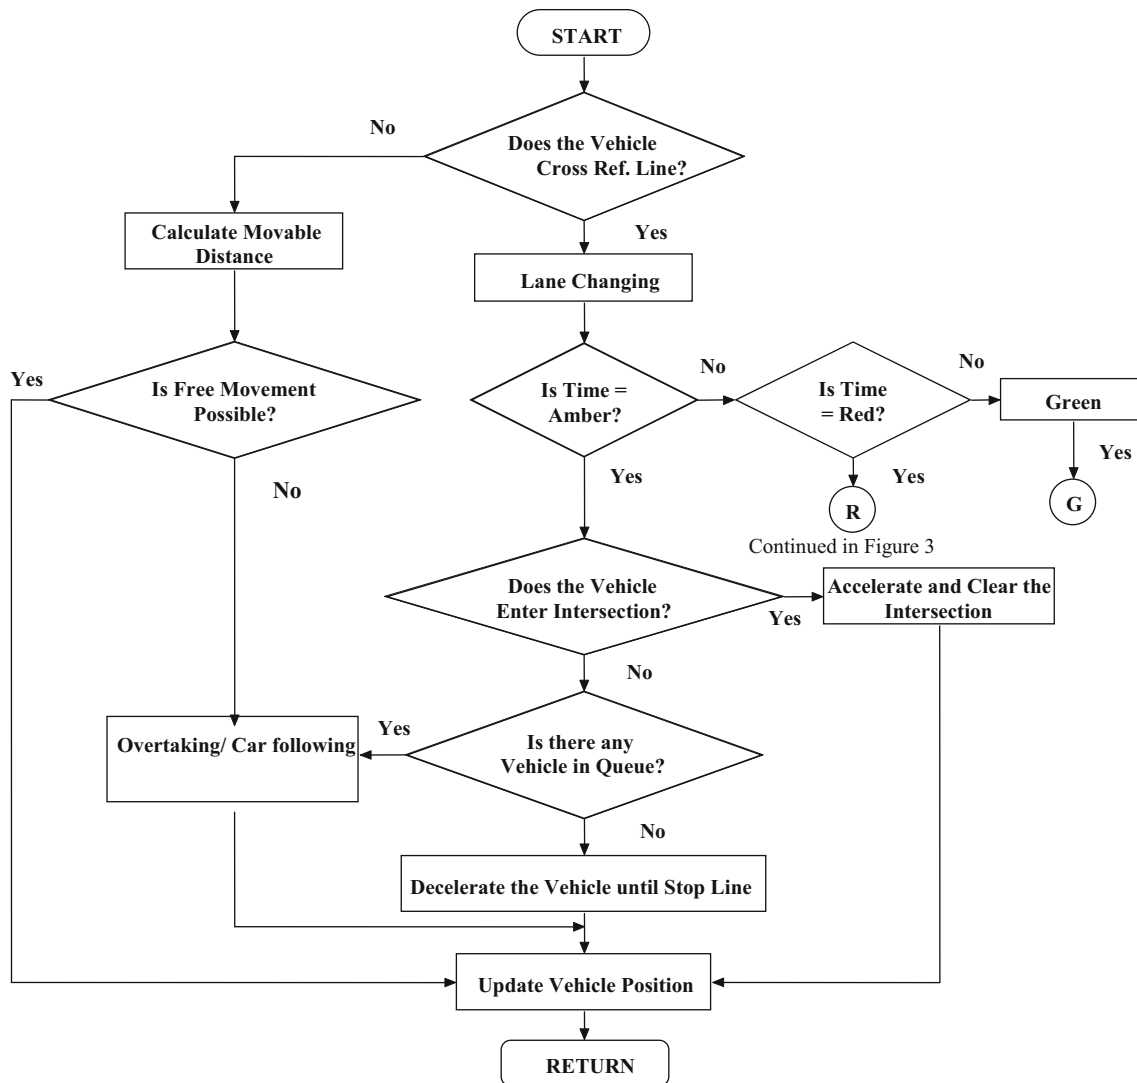 START
No
Does the Vehicle
Cross Ref. Line?
Yes
Calculate Movable
Distance
Lane Changing
Yes
Is Free Movement
Possible?
No
Is Time =
Amber?
No
Yes
Is Time
= Red?
No
Yes
Green
Yes
R
G
Continued in Figure 3
Does the Vehicle
Enter Intersection?
Yes
Accelerate and Clear the
Intersection
No
Overtaking/ Car following
Yes
Is there any
Vehicle in Queue?
No
Decelerate the Vehicle until Stop Line
Update Vehicle Position
RETURN